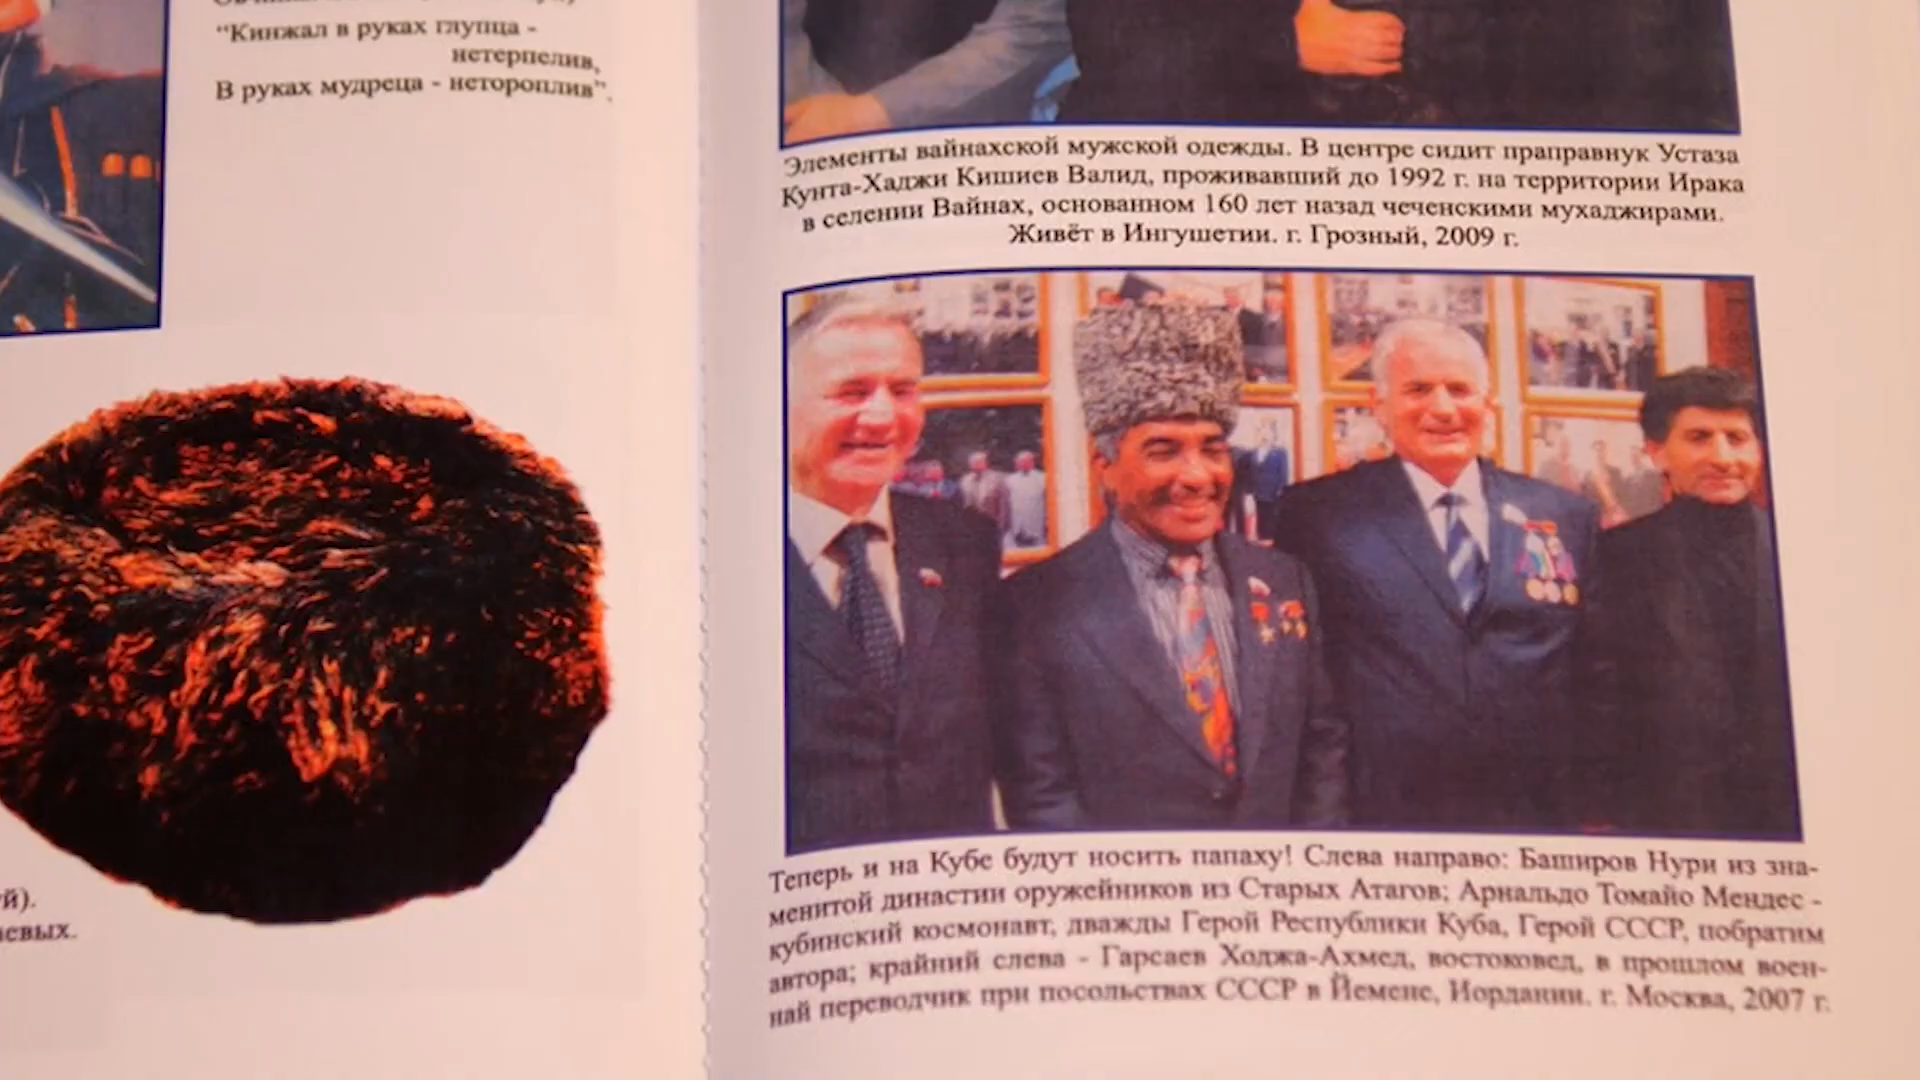 “Кинжал в руках глупца -
нетерпелив,
В руках мудреца - нетороплив”.
й).
евых.
Элементы вайнахской мужской одежды. В центре сидит праправнук Устаза
Кунта-Хаджи Кишиев Валид, проживавший до 1992 г. на территории Ирака
в селении Вайнах, основанном 160 лет назад чеченскими мухаджирами.
Живёт в Ингушетии. г. Грозный, 2009 г.
Теперь и на Кубе будут носить папаху! Слева направо: Баширов Нури из зна-
менитой династии оружейников из Старых Атагов; Арнальдо Томайо Мендес -
кубинский космонавт, дважды Герой Республики Куба, Герой СССР, побратим
автора; крайний слева - Гарсаев Ходжа-Ахмед, востоковед, в прошлом воен-
най переводчик при посольствах СССР в Йемене, Иордании. г. Москва, 2007 г.